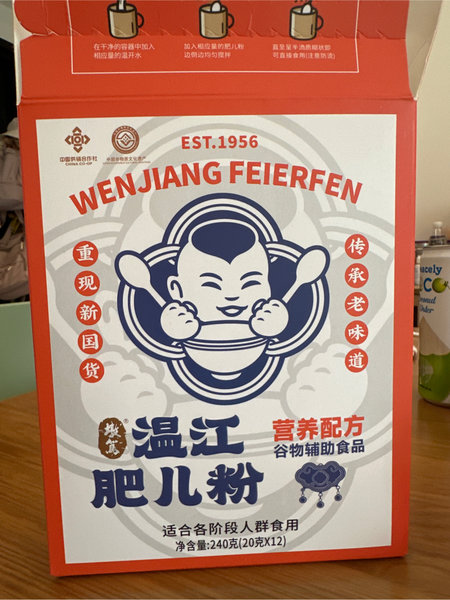 在干净的容器中加入
相应量的温开水
加入相应量的肥儿粉
边倒边均匀搅拌
直至呈半流质糊状即
可直接食用(注意防烫)
中国供销合作社
CHINA CO-OP
EST.1956
WENJIANG FEIERFEN
重现新国货
传承老味道
温江
肥儿粉
营养配方
谷物辅助食品
适合各阶段人群食用
净含量:240克(20克X12)